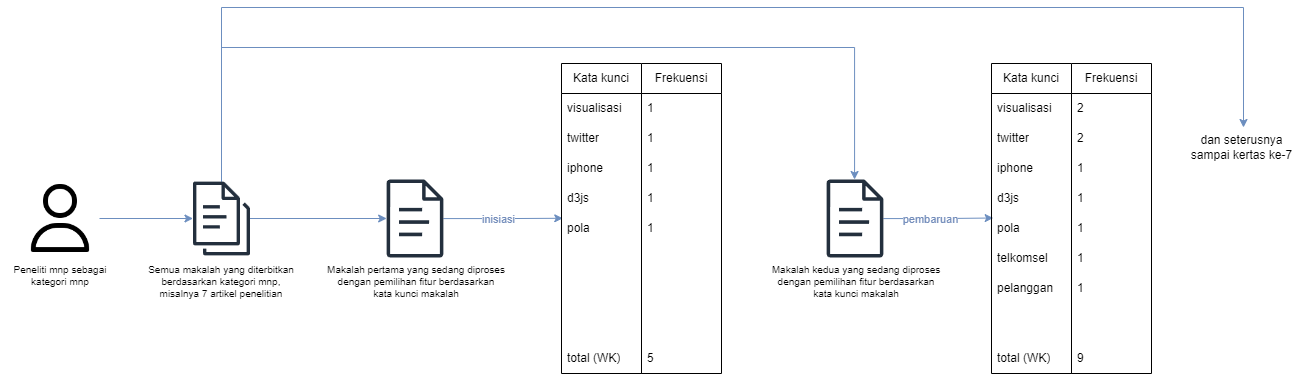 Peneliti mnp sebagai
kategori mnp
Semua makalah yang diterbitkan
berdasarkan kategori mnp,
misalnya 7 artikel penelitian
Makalah pertama yang sedang diproses
dengan pemilihan fitur berdasarkan
kata kunci makalah
inisiasi
Kata kunci Frekuensi
visualisasi 1
twitter 1
iphone 1
d3js 1
pola 1
total (WK) 5
Makalah kedua yang sedang diproses
dengan pemilihan fitur berdasarkan
kata kunci makalah
pembaruan
Kata kunci Frekuensi
visualisasi 2
twitter 2
iphone 1
d3js 1
pola 1
telkomsel 1
pelanggan 1
total (WK) 9
dan seterusnya
sampai kertas ke-7